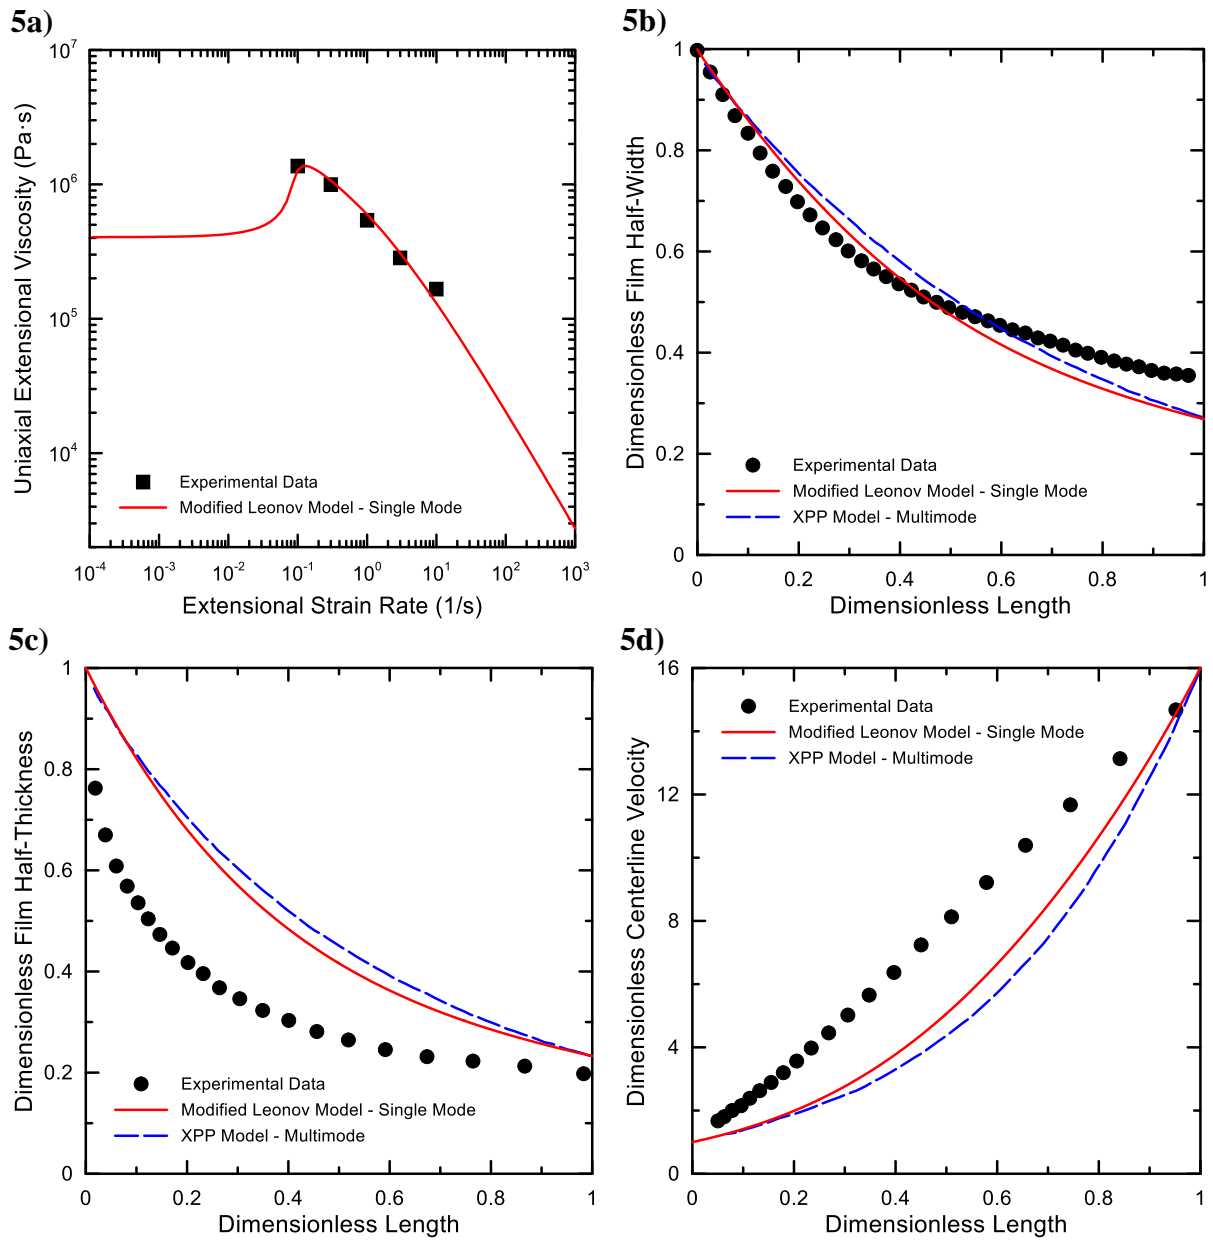 5a)
10^7
10^6
10^5
10^4
Uniaxial Extensional Viscosity (Pa·s)
Experimental Data
Modified Leonov Model - Single Mode
10^-4 10^-3 10^-2 10^-1 10^0 10^1 10^2 10^3
Extensional Strain Rate (1/s)
5b)
1
0.8
0.6
0.4
0.2
0
Dimensionless Film Half-Width
Experimental Data
Modified Leonov Model - Single Mode
XPP Model - Multimode
0 0.2 0.4 0.6 0.8 1
Dimensionless Length
5c)
1
0.8
0.6
0.4
0.2
0
Dimensionless Film Half-Thickness
Experimental Data
Modified Leonov Model - Single Mode
XPP Model - Multimode
0 0.2 0.4 0.6 0.8 1
Dimensionless Length
5d)
16
12
8
4
0
Dimensionless Centerline Velocity
Experimental Data
Modified Leonov Model - Single Mode
XPP Model - Multimode
0 0.2 0.4 0.6 0.8 1
Dimensionless Length